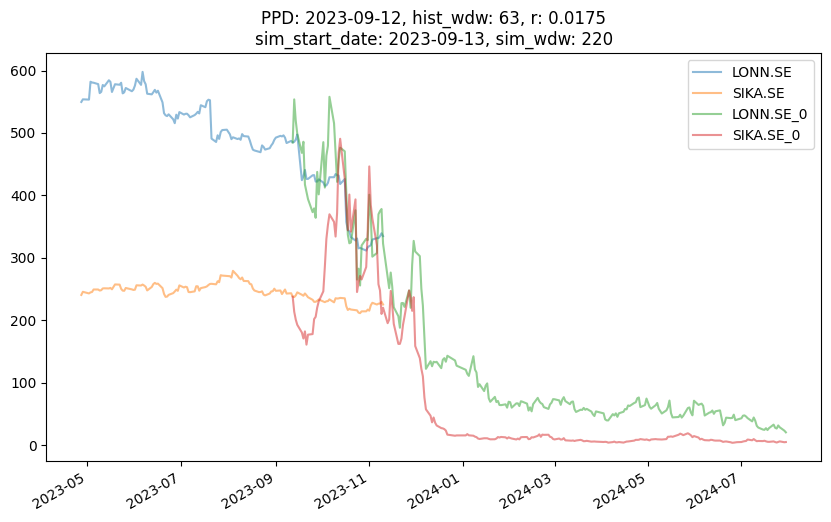 PPD: 2023-09-12, hist_wdw: 63, r: 0.0175
sim_start_date: 2023-09-13, sim_wdw: 220
LONN.SE
SIKA.SE
LONN.SE_0
SIKA.SE_0
600
500
400
300
200
100
0
2023-05
2023-07
2023-09
2023-11
2024-01
2024-03
2024-05
2024-07